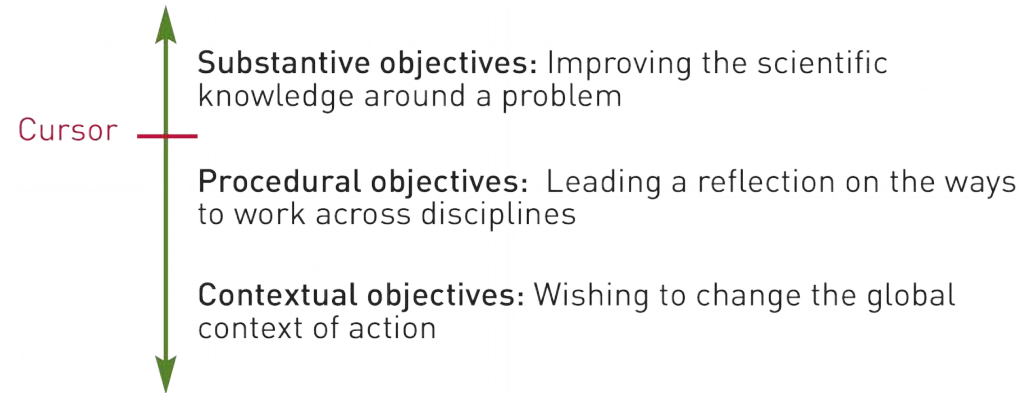 Substantive objectives: Improving the scientific
knowledge around a problem
Cursor
Procedural objectives: Leading a reflection on the ways
to work across disciplines
Contextual objectives: Wishing to change the global
context of action